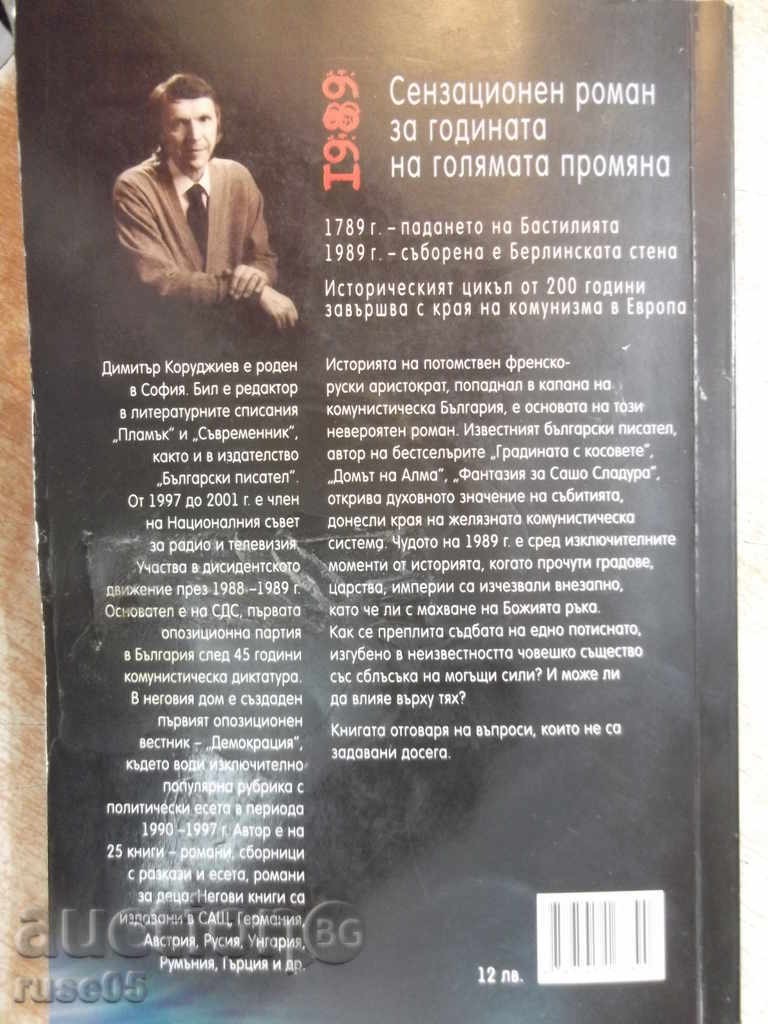 1989
Сензационен роман
за годината
на голямата промяна
1789 г. – падането на Бастилията
1989 г. – съборена е Берлинската стена
Историческият цикъл от 200 години
завършва с края на комунизма в Европа
Димитър Коруджиев е роден
в София. Бил е редактор
в литературните списания
„Пламък" и „Съвременник",
както и в издателство
„Български писател".
От 1997 до 2001 г. е член
на Националния съвет
за радио и телевизия.
Участва в дисидентското
движение през 1988 –1989 г.
Основател е на СДС, първата
опозиционна партия
в България след 45 години
комунистическа диктатура.
В неговия дом е създаден
първият опозиционен
вестник – „Демокрация",
където води изключително
популярна рубрика с
политически есета в периода
1990 –1997 г. Автор е на
25 книги – романи, сборници
с разкази и есета, романи
за деца. Негови книги са
издавани в САЩ, Германия,
Австрия, Русия, Унгария,
Румъния, Гърция и др.
Историята на потомствен френско-
руски аристократ, попаднал в капана на
комунистическа България, е основата на този
невероятен роман. Известният български писател,
автор на бестселърите „Градината с косовете",
„Домът на Алма", „Фантазия за Сашо Сладура",
открива духовното значение на събитията,
донесли края на желязната комунистическа
система. Чудото на 1989 г. е сред изключителните
моменти от историята, когато прочути градове,
царства, империи са изчезвали внезапно,
като че ли с махване на Божията ръка.
Как се преплита съдбата на едно потиснато,
изгубено в неизвестността човешко същество
със сблъсъка на могъщи сили? И може ли
да влияе върху тях?
Книгата отговаря на въпроси, които не са
задавани досега.
12 лв.
auction BG
ruse05